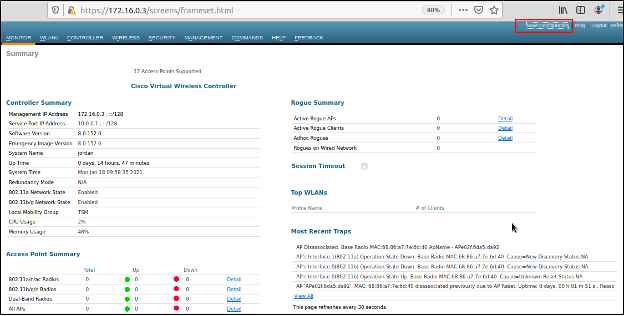 https://172.16.0.3/screens/frameset.html
80%
Save Configuration Ping Logout Refre
MONITOR WLANs CONTROLLER WIRELESS SECURITY MANAGEMENT COMMANDS HELP FEEDBACK
Summary
12 Access Points Supported
Cisco Virtual Wireless Controller
Controller Summary
Management IP Address 172.16.0.3 , ::/128
Service Port IP Address 10.0.0.1 , ::/128
Software Version 8.0.152.0
Emergency Image Version 8.0.152.0
System Name jordan
Up Time 0 days, 14 hours, 47 minutes
System Time Mon Jan 18 09:58:35 2021
Redundancy Mode N/A
802.11a Network State Enabled
802.11b/g Network State Enabled
Local Mobility Group TSM
CPU Usage 2%
Memory Usage 48%
Access Point Summary
Total Up Down
802.11a/n/ac Radios 0 0 0 Detail
802.11b/g/n Radios 0 0 0 Detail
Dual-Band Radios 0 0 0 Detail
All APs 0 0 0 Detail
Rogue Summary
Active Rogue APs 0 Detail
Active Rogue Clients 0 Detail
Adhoc Rogues 0 Detail
Rogues on Wired Network 0
Session Timeout
Top WLANs
Profile Name # of Clients
Most Recent Traps
AP Disassociated. Base Radio MAC:68:86:a7:7e:6d:40 ApName - APe02f.6da5.da92
AP's Interface:1(802.11a) Operation State Down: Base Radio MAC:68:86:a7:7e:6d:40 Cause=New Discovery Status:NA
AP's Interface:0(802.11b) Operation State Down: Base Radio MAC:68:86:a7:7e:6d:40 Cause=New Discovery Status:NA
AP's Interface:0(802.11b) Operation State Up: Base Radio MAC:68:86:a7:7e:6d:40 Cause=Unknown Reset Status:NA
AP 'APe02f.6da5.da92', MAC: 68:86:a7:7e:6d:40 disassociated previously due to AP Reset. Uptime: 0 days, 00 h 01 m 51 s . Reaso
View All
This page refreshes every 30 seconds.